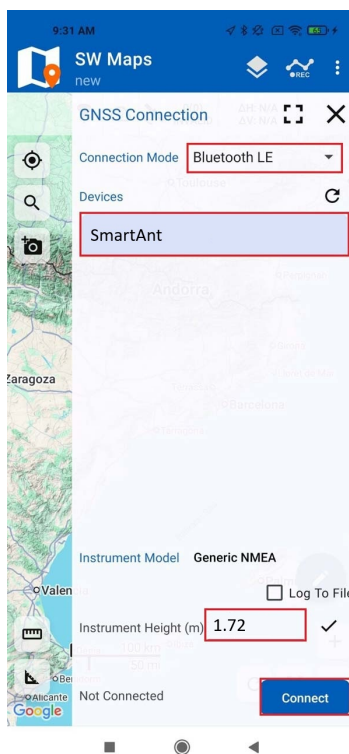 9:31 AM
SW Maps
new
REC
GNSS Connection
Connection Mode Bluetooth LE
Devices
SmartAnt
Andorra
Zaragoza
Barcelona
Instrument Model Generic NMEA
Valen
Log To File
Instrument Height (m) 1.72
100 km
50 mi
Alicante
Not Connected
Connect
Google